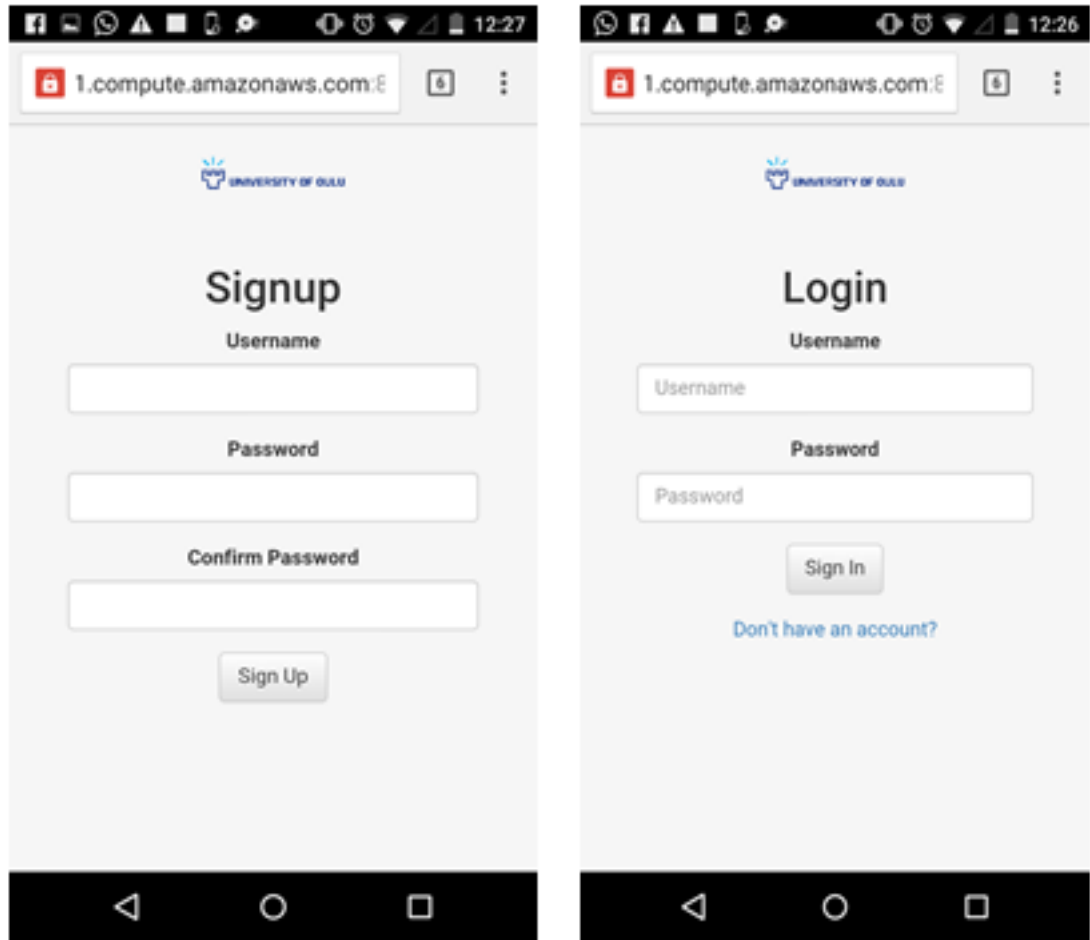 12:27
1.compute.amazonaws.com:8
6
UNIVERSITY OF OULU
Signup
Username
Password
Confirm Password
Sign Up
12:26
1.compute.amazonaws.com:8
6
UNIVERSITY OF OULU
Login
Username
Username
Password
Password
Sign In
Don't have an account?